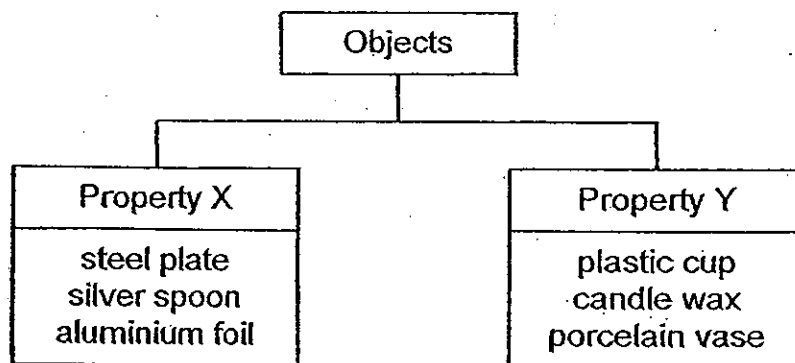 Objects
Property X
steel plate
silver spoon
aluminium foil
Property Y
plastic cup
candle wax
porcelain vase